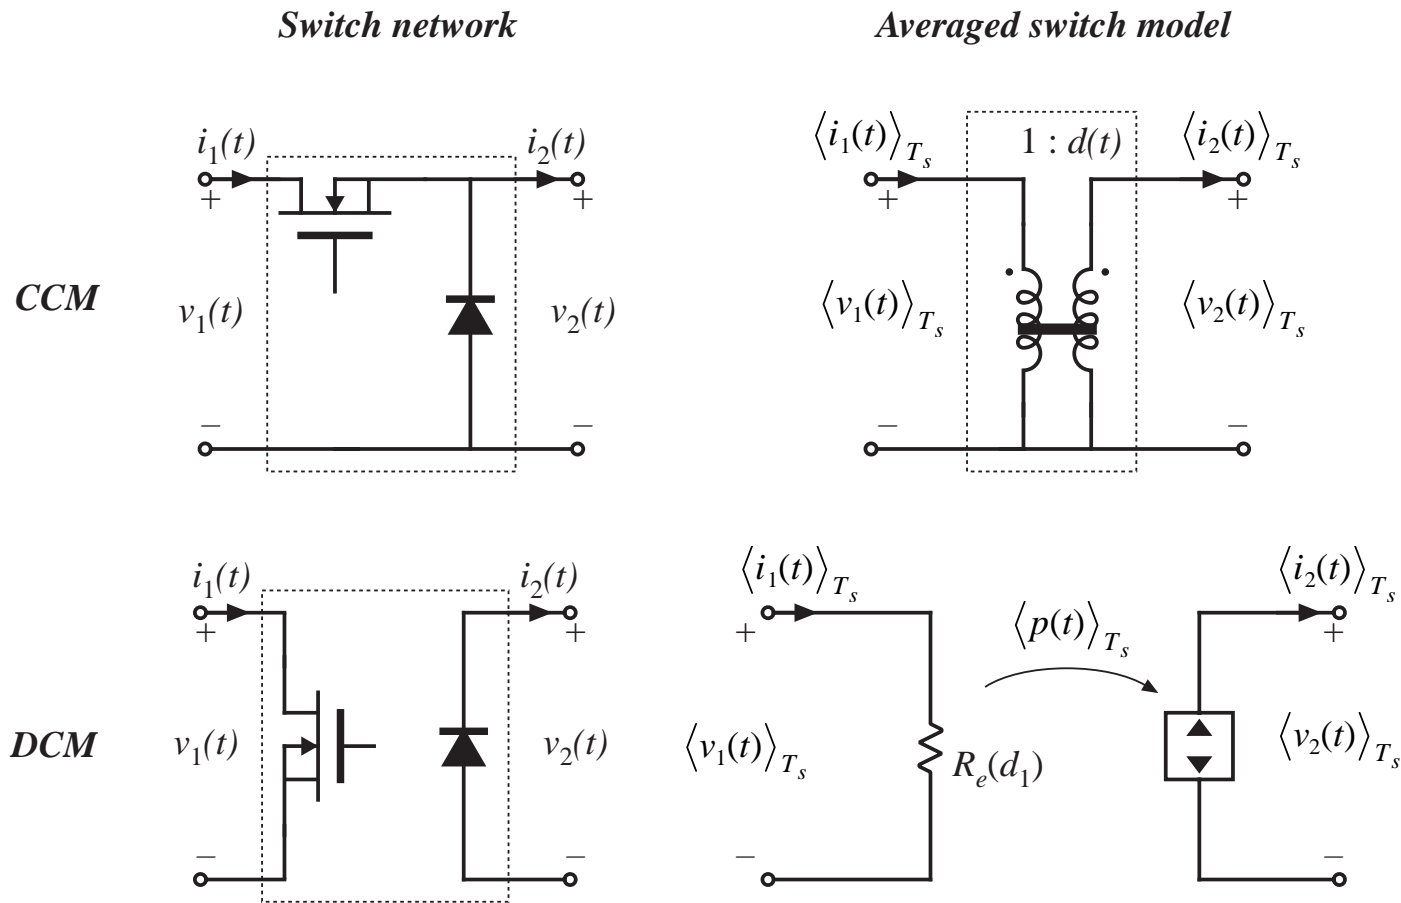 Switch network
Averaged switch model
i₁(t)
i₂(t)
+
+
CCM
v₁(t)
v₂(t)
–
–
⟨i₁(t)⟩Tₛ
1 : d(t)
⟨i₂(t)⟩Tₛ
+
+
⟨v₁(t)⟩Tₛ
⟨v₂(t)⟩Tₛ
–
–
i₁(t)
i₂(t)
+
+
DCM
v₁(t)
v₂(t)
–
–
⟨i₁(t)⟩Tₛ
⟨i₂(t)⟩Tₛ
+
⟨p(t)⟩Tₛ
+
⟨v₁(t)⟩Tₛ
Rₑ(d₁)
⟨v₂(t)⟩Tₛ
–
–